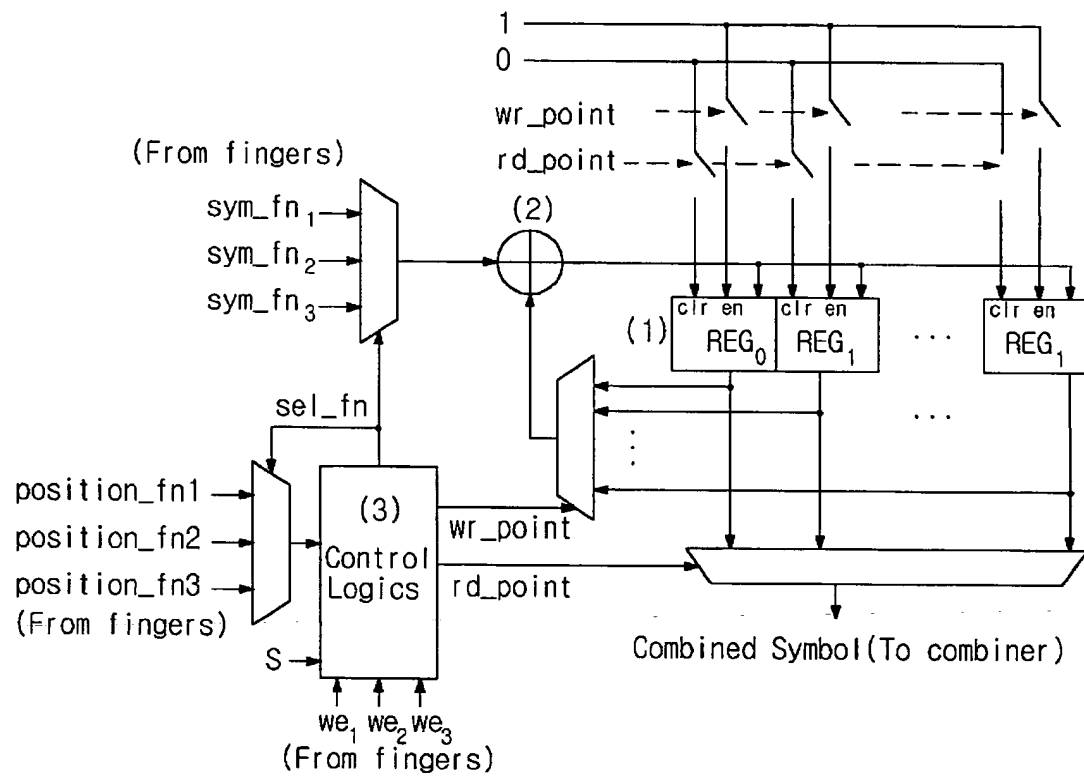 1
0
wr_point
(From fingers)
rd_point
sym_fn1
(2)
sym_fn2
sym_fn3
(1)
clr en
REG0
clr en
REG1
...
clr en
REG1
sel_fn
...
position_fn1
(3)
wr_point
position_fn2
Control
Logics
position_fn3
rd_point
(From fingers)
S
Combined Symbol(To combiner)
we1 we2 we3
(From fingers)